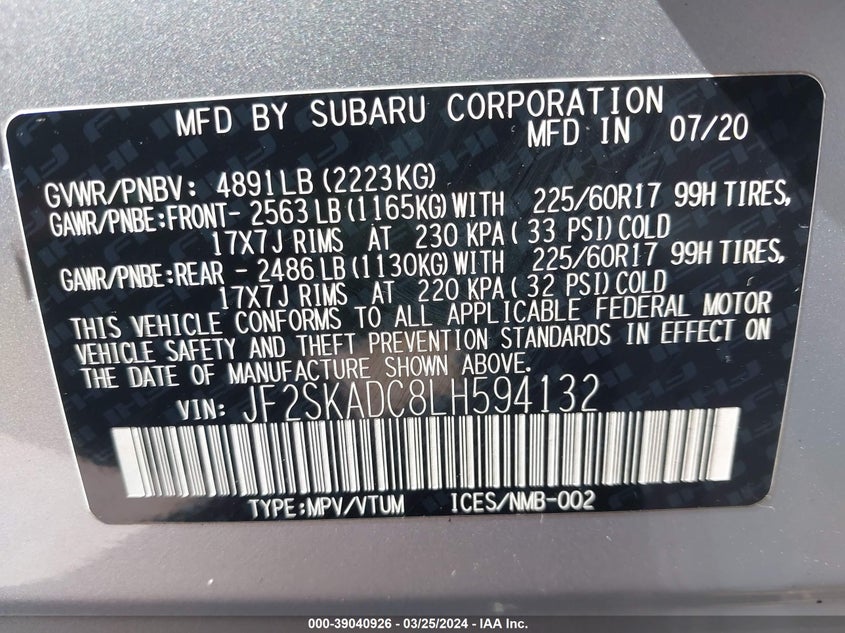 MFD BY SUBARU CORPORATION
MFD IN 07/20
GVWR/PNBV: 4891LB (2223KG)
GAWR/PNBE:FRONT- 2563 LB (1165KG) WITH 225/60R17 99H TIRES,
17X7J RIMS AT 230 KPA ( 33 PSI) COLD
GAWR/PNBE:REAR - 2486 LB (1130KG) WITH 225/60R17 99H TIRES,
17X7J RIMS AT 220 KPA ( 32 PSI) COLD
THIS VEHICLE CONFORMS TO ALL APPLICABLE FEDERAL MOTOR
VEHICLE SAFETY AND THEFT PREVENTION STANDARDS IN EFFECT ON
THE DATE OF MANUFACTURE SHOWN ABOVE.
VIN: JF2SKADC8LH594132
TYPE:MPV/VTUM ICES/NMB-002
000-39040926 - 03/25/2024 - IAA Inc.